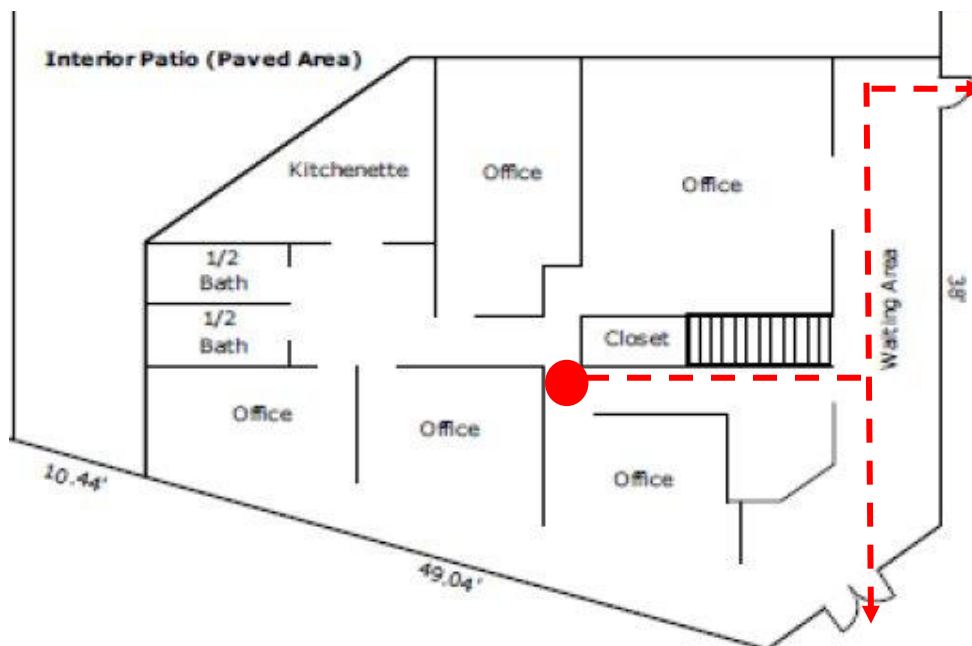 Interior Patio (Paved Area)
Kitchenette
Office
Office
1/2
Bath
1/2
Bath
Closet
Waiting Area
38'
Office
Office
Office
10.44'
49.04'